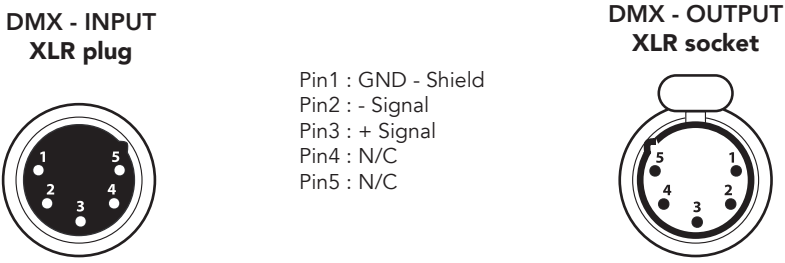 DMX - INPUT
XLR plug
1 5
2 4
3
Pin1 : GND - Shield
Pin2 : - Signal
Pin3 : + Signal
Pin4 : N/C
Pin5 : N/C
DMX - OUTPUT
XLR socket
5 1
4 2
3